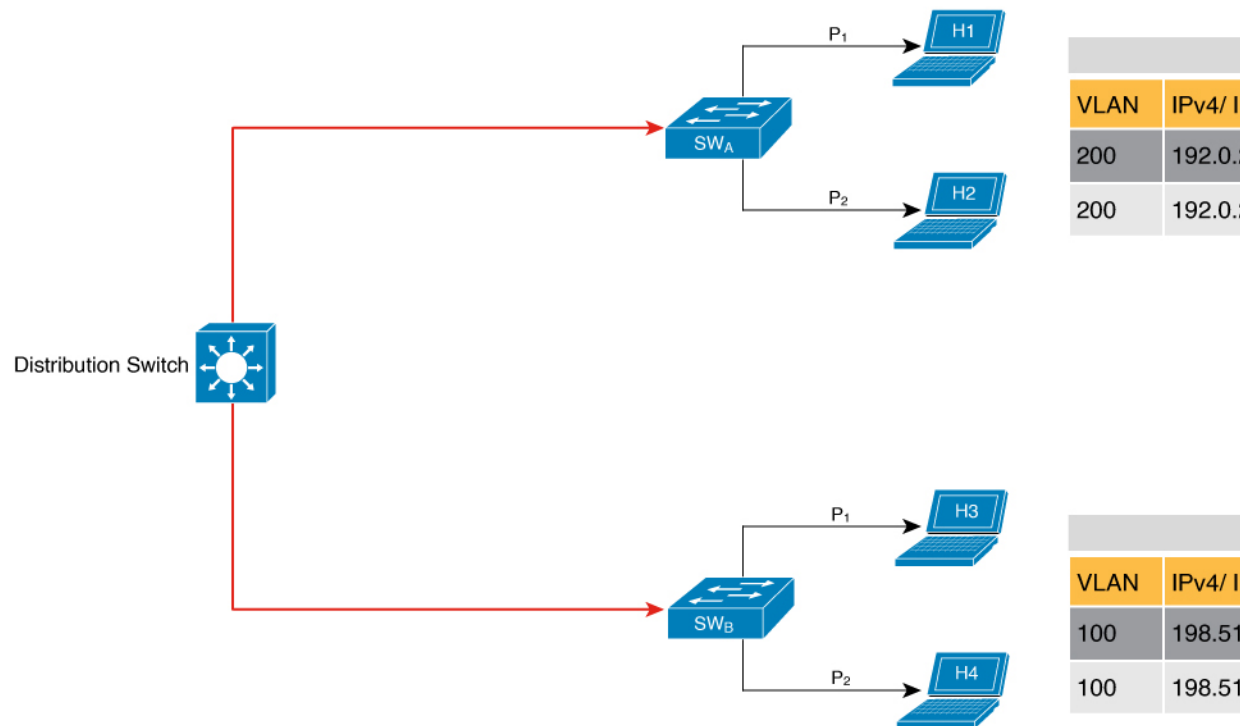 P1
H1
SWA
P2
H2
VLAN IPv4/
200 192.0.
200 192.0.
Distribution Switch
P1
H3
SWB
P2
H4
VLAN IPv4/
100 198.51
100 198.51